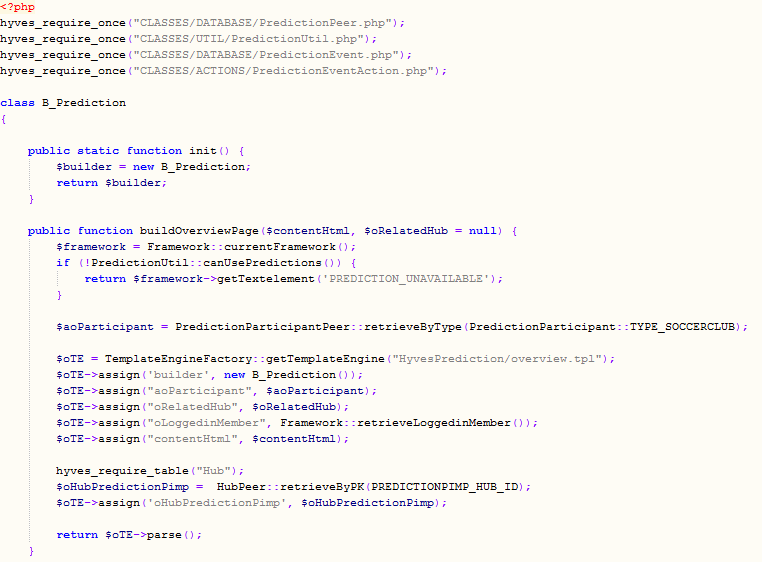 <?php
hyves_require_once("CLASSES/DATABASE/PredictionPeer.php");
hyves_require_once("CLASSES/UTIL/PredictionUtil.php");
hyves_require_once("CLASSES/DATABASE/PredictionEvent.php");
hyves_require_once("CLASSES/ACTIONS/PredictionEventAction.php");

class B_Prediction
{

    public static function init() {
        $builder = new B_Prediction;
        return $builder;
    }

    public function buildOverviewPage($contentHtml, $oRelatedHub = null) {
        $framework = Framework::currentFramework();
        if (!PredictionUtil::canUsePredictions()) {
            return $framework->getTextelement('PREDICTION_UNAVAILABLE');
        }

        $aoParticipant = PredictionParticipantPeer::retrieveByType(PredictionParticipant::TYPE_SOCCERCLUB);

        $oTE = TemplateEngineFactory::getTemplateEngine("HyvesPrediction/overview.tpl");
        $oTE->assign('builder', new B_Prediction());
        $oTE->assign("aoParticipant", $aoParticipant);
        $oTE->assign("oRelatedHub", $oRelatedHub);
        $oTE->assign("oLoggedinMember", Framework::retrieveLoggedinMember());
        $oTE->assign("contentHtml", $contentHtml);

        hyves_require_table("Hub");
        $oHubPredictionPimp =  HubPeer::retrieveByPK(PREDICTIONPIMP_HUB_ID);
        $oTE->assign('oHubPredictionPimp', $oHubPredictionPimp);

        return $oTE->parse();
    }